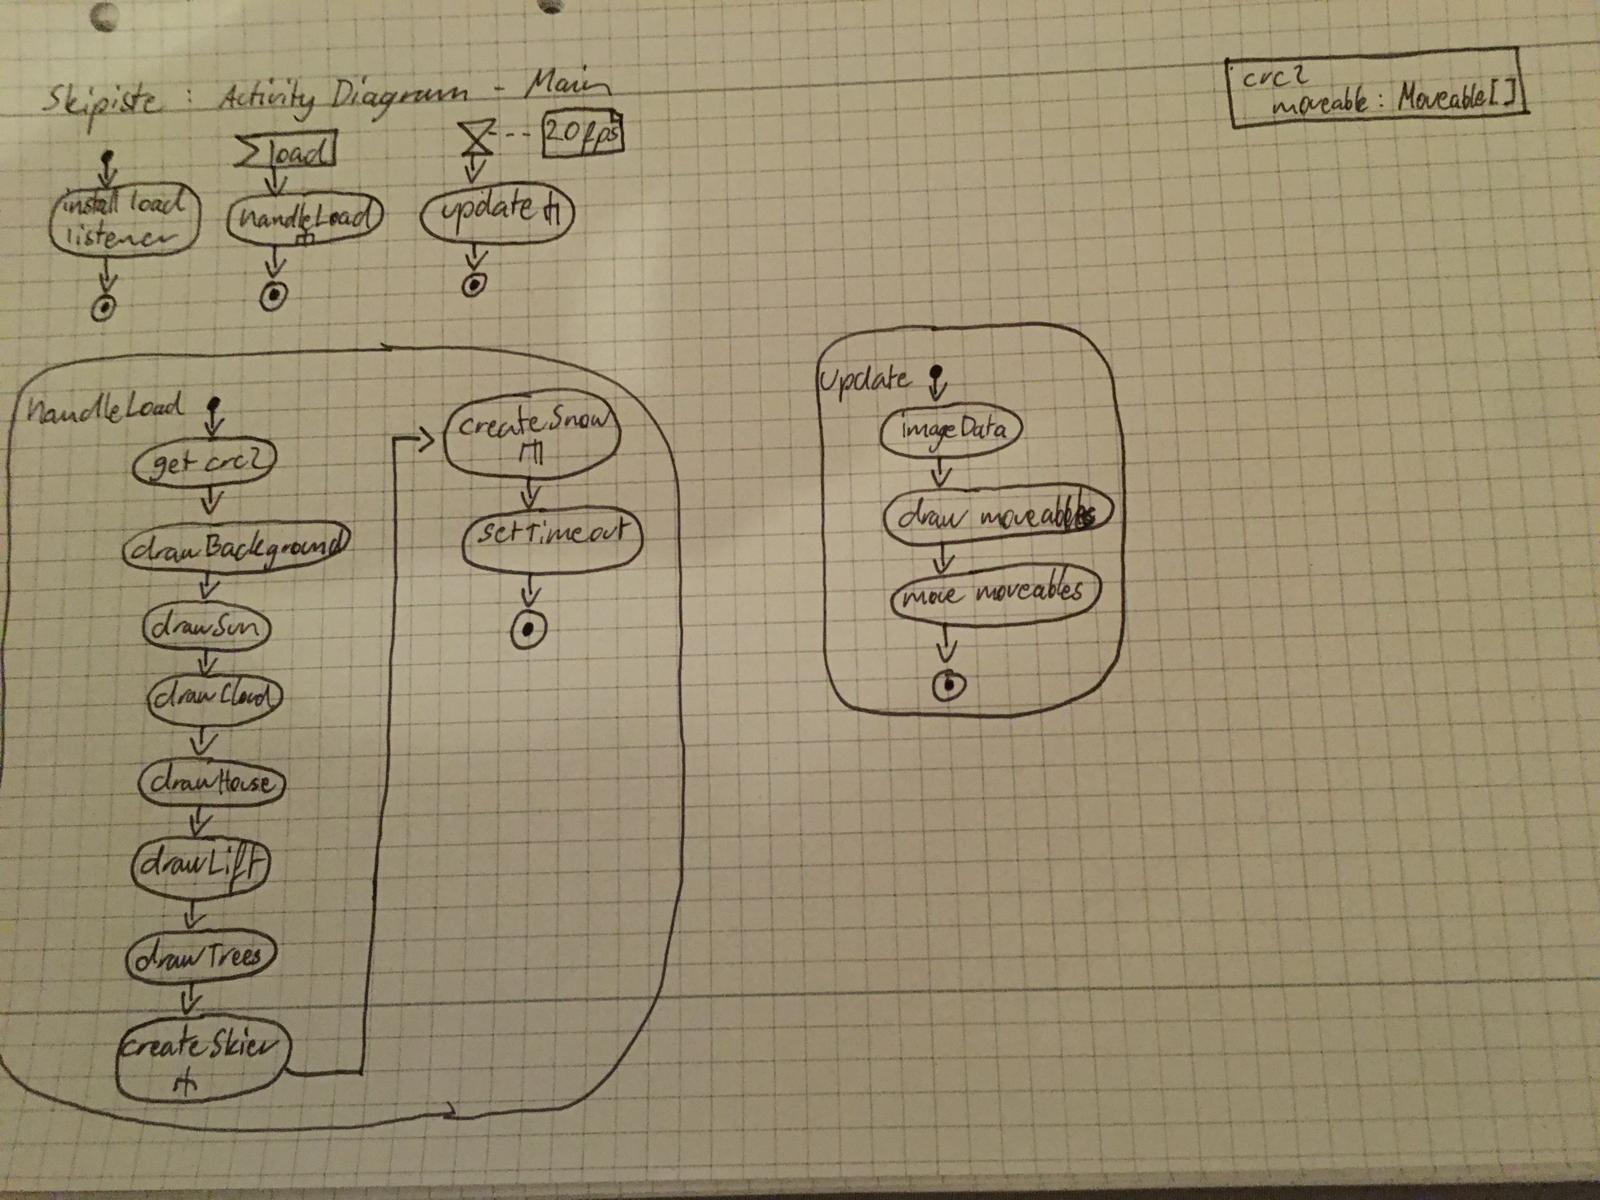 Skipiste : Activity Diagram - Main
crc2
moveable : Moveable[]
install load
listener
load
handleLoad
20fps
update
handleLoad
get crc2
drawBackground
drawSun
drawCloud
drawHouse
drawLift
drawTrees
createSkier
createSnow
setTimeout
Update
imageData
draw moveables
move moveables